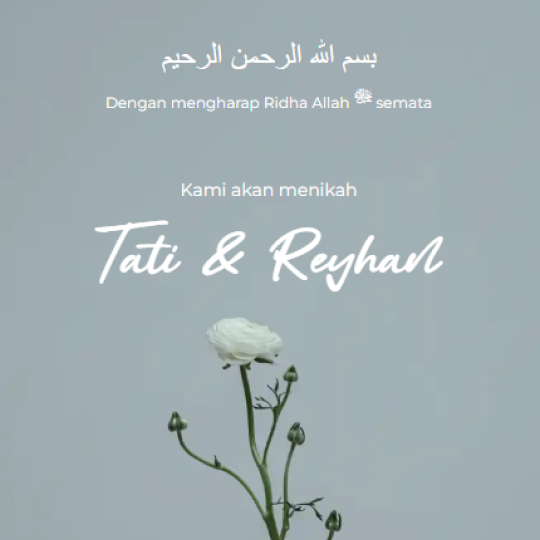 بسم الله الرحمن الرحيم
Dengan mengharap Ridha Allah ﷻ semata
Kami akan menikah
Tati & Reyhan